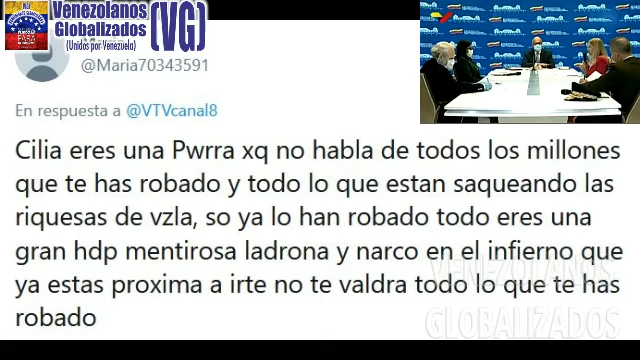 Venezolanos
Globalizados
(Unidos por Venezuela)
(VG)
@Maria70343591
En respuesta a @VTVcanal8
Cilia eres una Pwrra xq no habla de todos los millones
que te has robado y todo lo que estan saqueando las
riquesas de vzla, so ya lo han robado todo eres una
gran hdp mentirosa ladrona y narco en el infierno que
ya estas proxima a irte no te valdra todo lo que te has
robado
VENEZOLANOS
GLOBALIZADOS